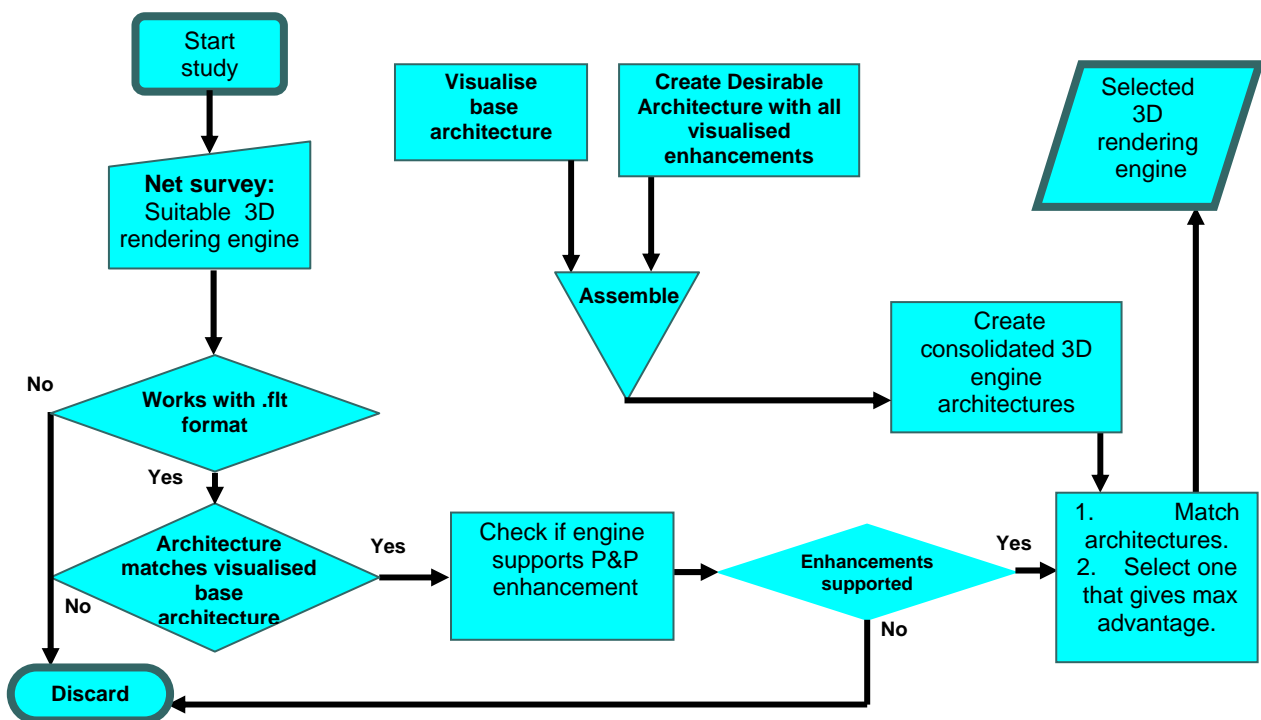 Start
study
Net survey:
Suitable 3D
rendering engine
No
Works with .flt
format
Yes
Architecture
matches visualised
base
architecture
No
Yes
Discard
Check if engine
supports P&P
enhancement
Enhancements
supported
Yes
No
Visualise
base
architecture
Create Desirable
Architecture with all
visualised
enhancements
Assemble
Create
consolidated 3D
engine
architectures
1. Match
architectures.
2. Select one
that gives max
advantage.
Selected
3D
rendering
engine